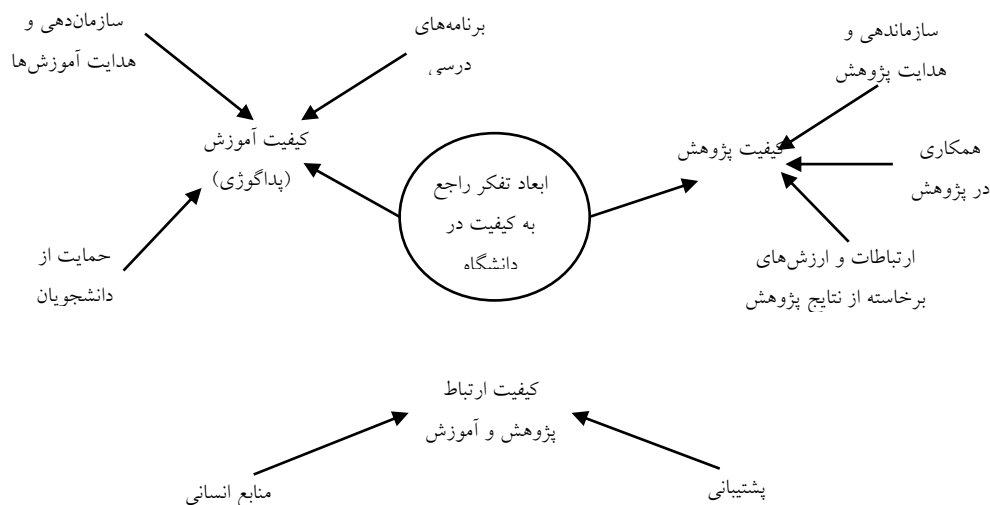 سازماندهی و
هدایت پژوهش
همکاری
در پژوهش
ارتباطات و ارزش‌های
برخاسته از نتایج پژوهش
کیفیت پژوهش
ابعاد تفکر راجع
به کیفیت در
دانشگاه
برنامه‌های
درسی
سازمان‌دهی و
هدایت آموزش‌ها
کیفیت آموزش
(پداگوژی)
حمایت از
دانشجویان
کیفیت ارتباط
پژوهش و آموزش
پشتیبانی
منابع انسانی